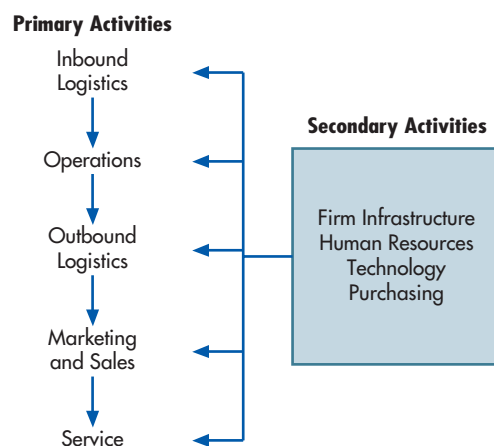 Primary Activities
Inbound
Logistics
Operations
Outbound
Logistics
Marketing
and Sales
Service
Secondary Activities
Firm Infrastructure
Human Resources
Technology
Purchasing